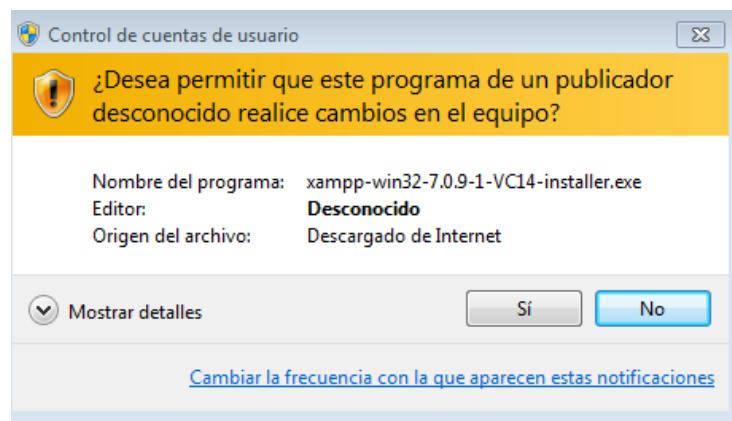 Control de cuentas de usuario
¿Desea permitir que este programa de un publicador
desconocido realice cambios en el equipo?
Nombre del programa: xampp-win32-7.0.9-1-VC14-installer.exe
Editor: Desconocido
Origen del archivo: Descargado de Internet
Mostrar detalles Sí No
Cambiar la frecuencia con la que aparecen estas notificaciones